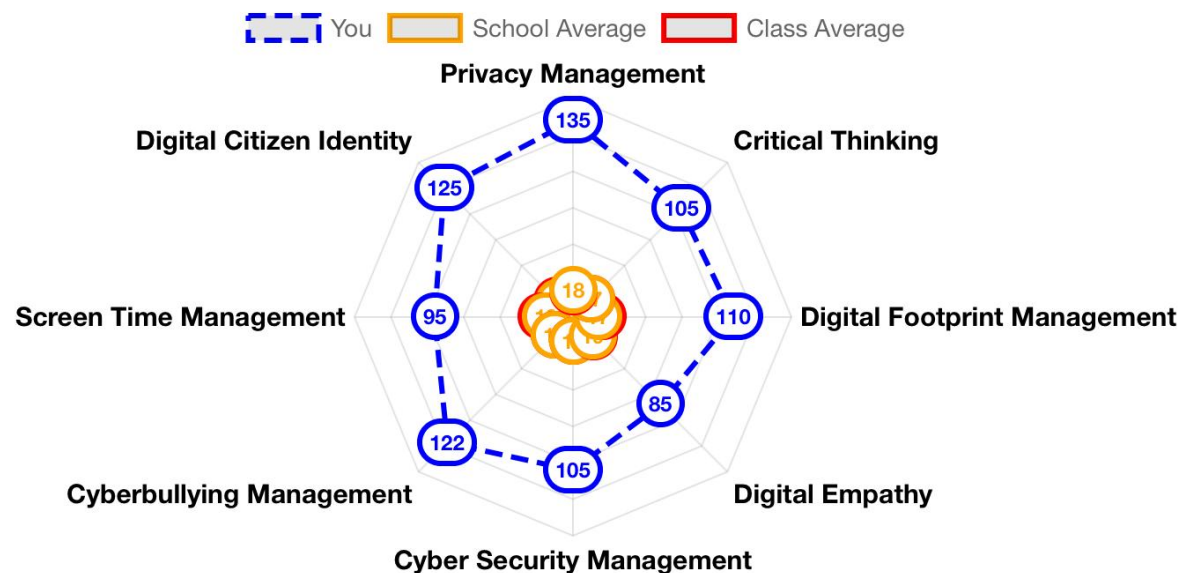 You School Average Class Average
Privacy Management
135
Digital Citizen Identity
Critical Thinking
125
105
18
Screen Time Management
95
110
Digital Footprint Management
85
122
105
Cyberbullying Management
Digital Empathy
Cyber Security Management